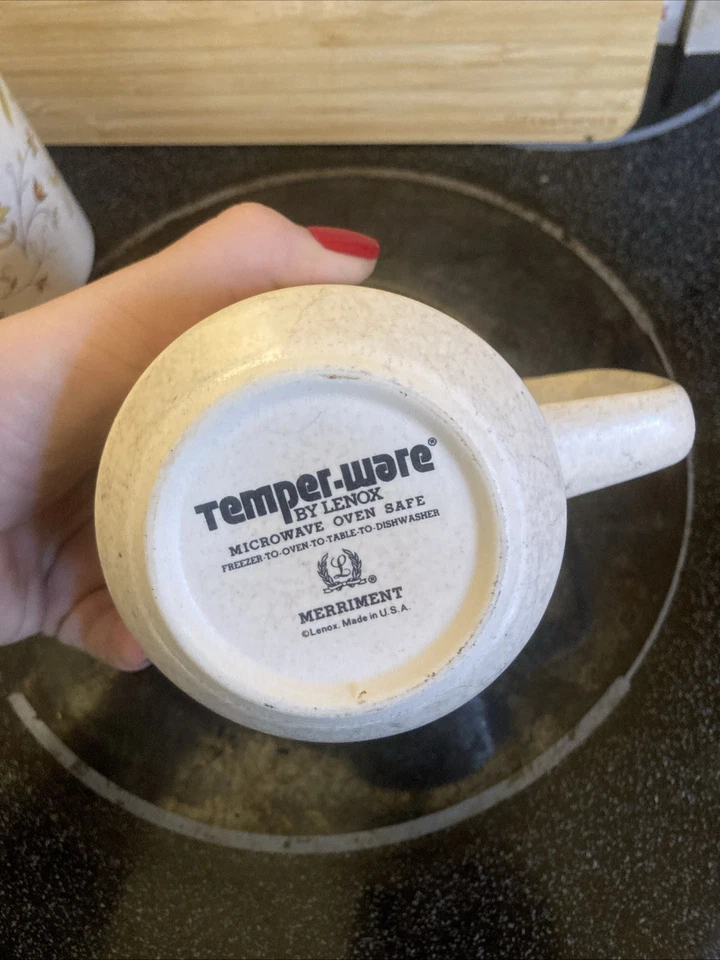 Temper-ware®
BY LENOX
MICROWAVE OVEN SAFE
FREEZER-TO-OVEN-TO-TABLE-TO-DISHWASHER
L ®
MERRIMENT
©Lenox. Made in U.S.A.